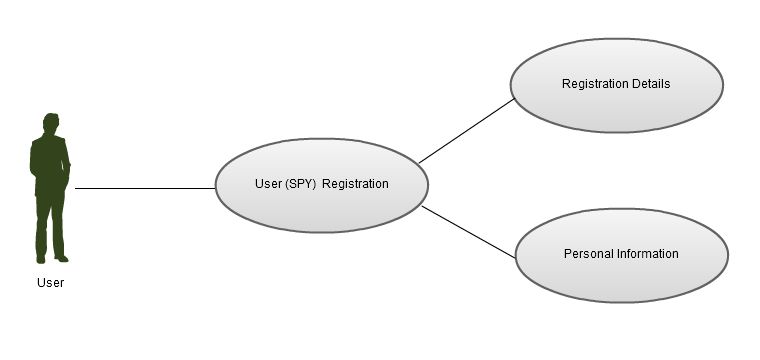 Registration Details
User (SPY)  Registration
Personal Information
User